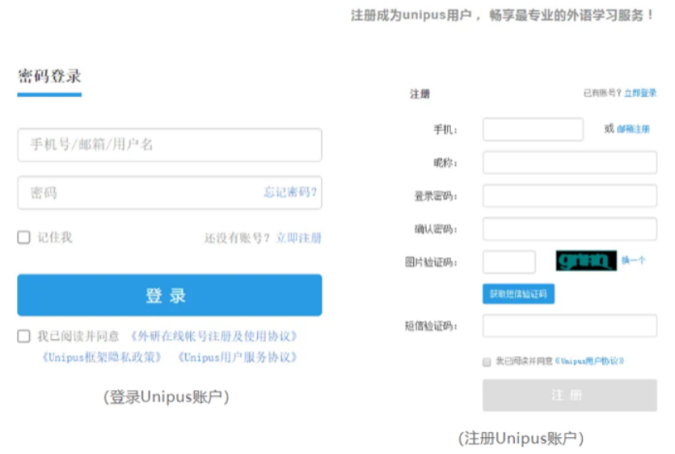 密码登录
手机号/邮箱/用户名
密码 忘记密码?
记住我 还没有账号? 立即注册
登 录
我已阅读并同意 《外研在线帐号注册及使用协议》
《Unipus框架隐私政策》 《Unipus用户服务协议》
(登录Unipus账户)
注册成为unipus用户， 畅享最专业的外语学习服务！
注册 已有账号? 立即登录
手机: 或 邮箱注册
昵称:
登录密码:
确认密码:
图片验证码: 换一个
获取短信验证码
短信验证码:
我已阅读并同意《Unipus用户协议》
注 册
(注册Unipus账户)